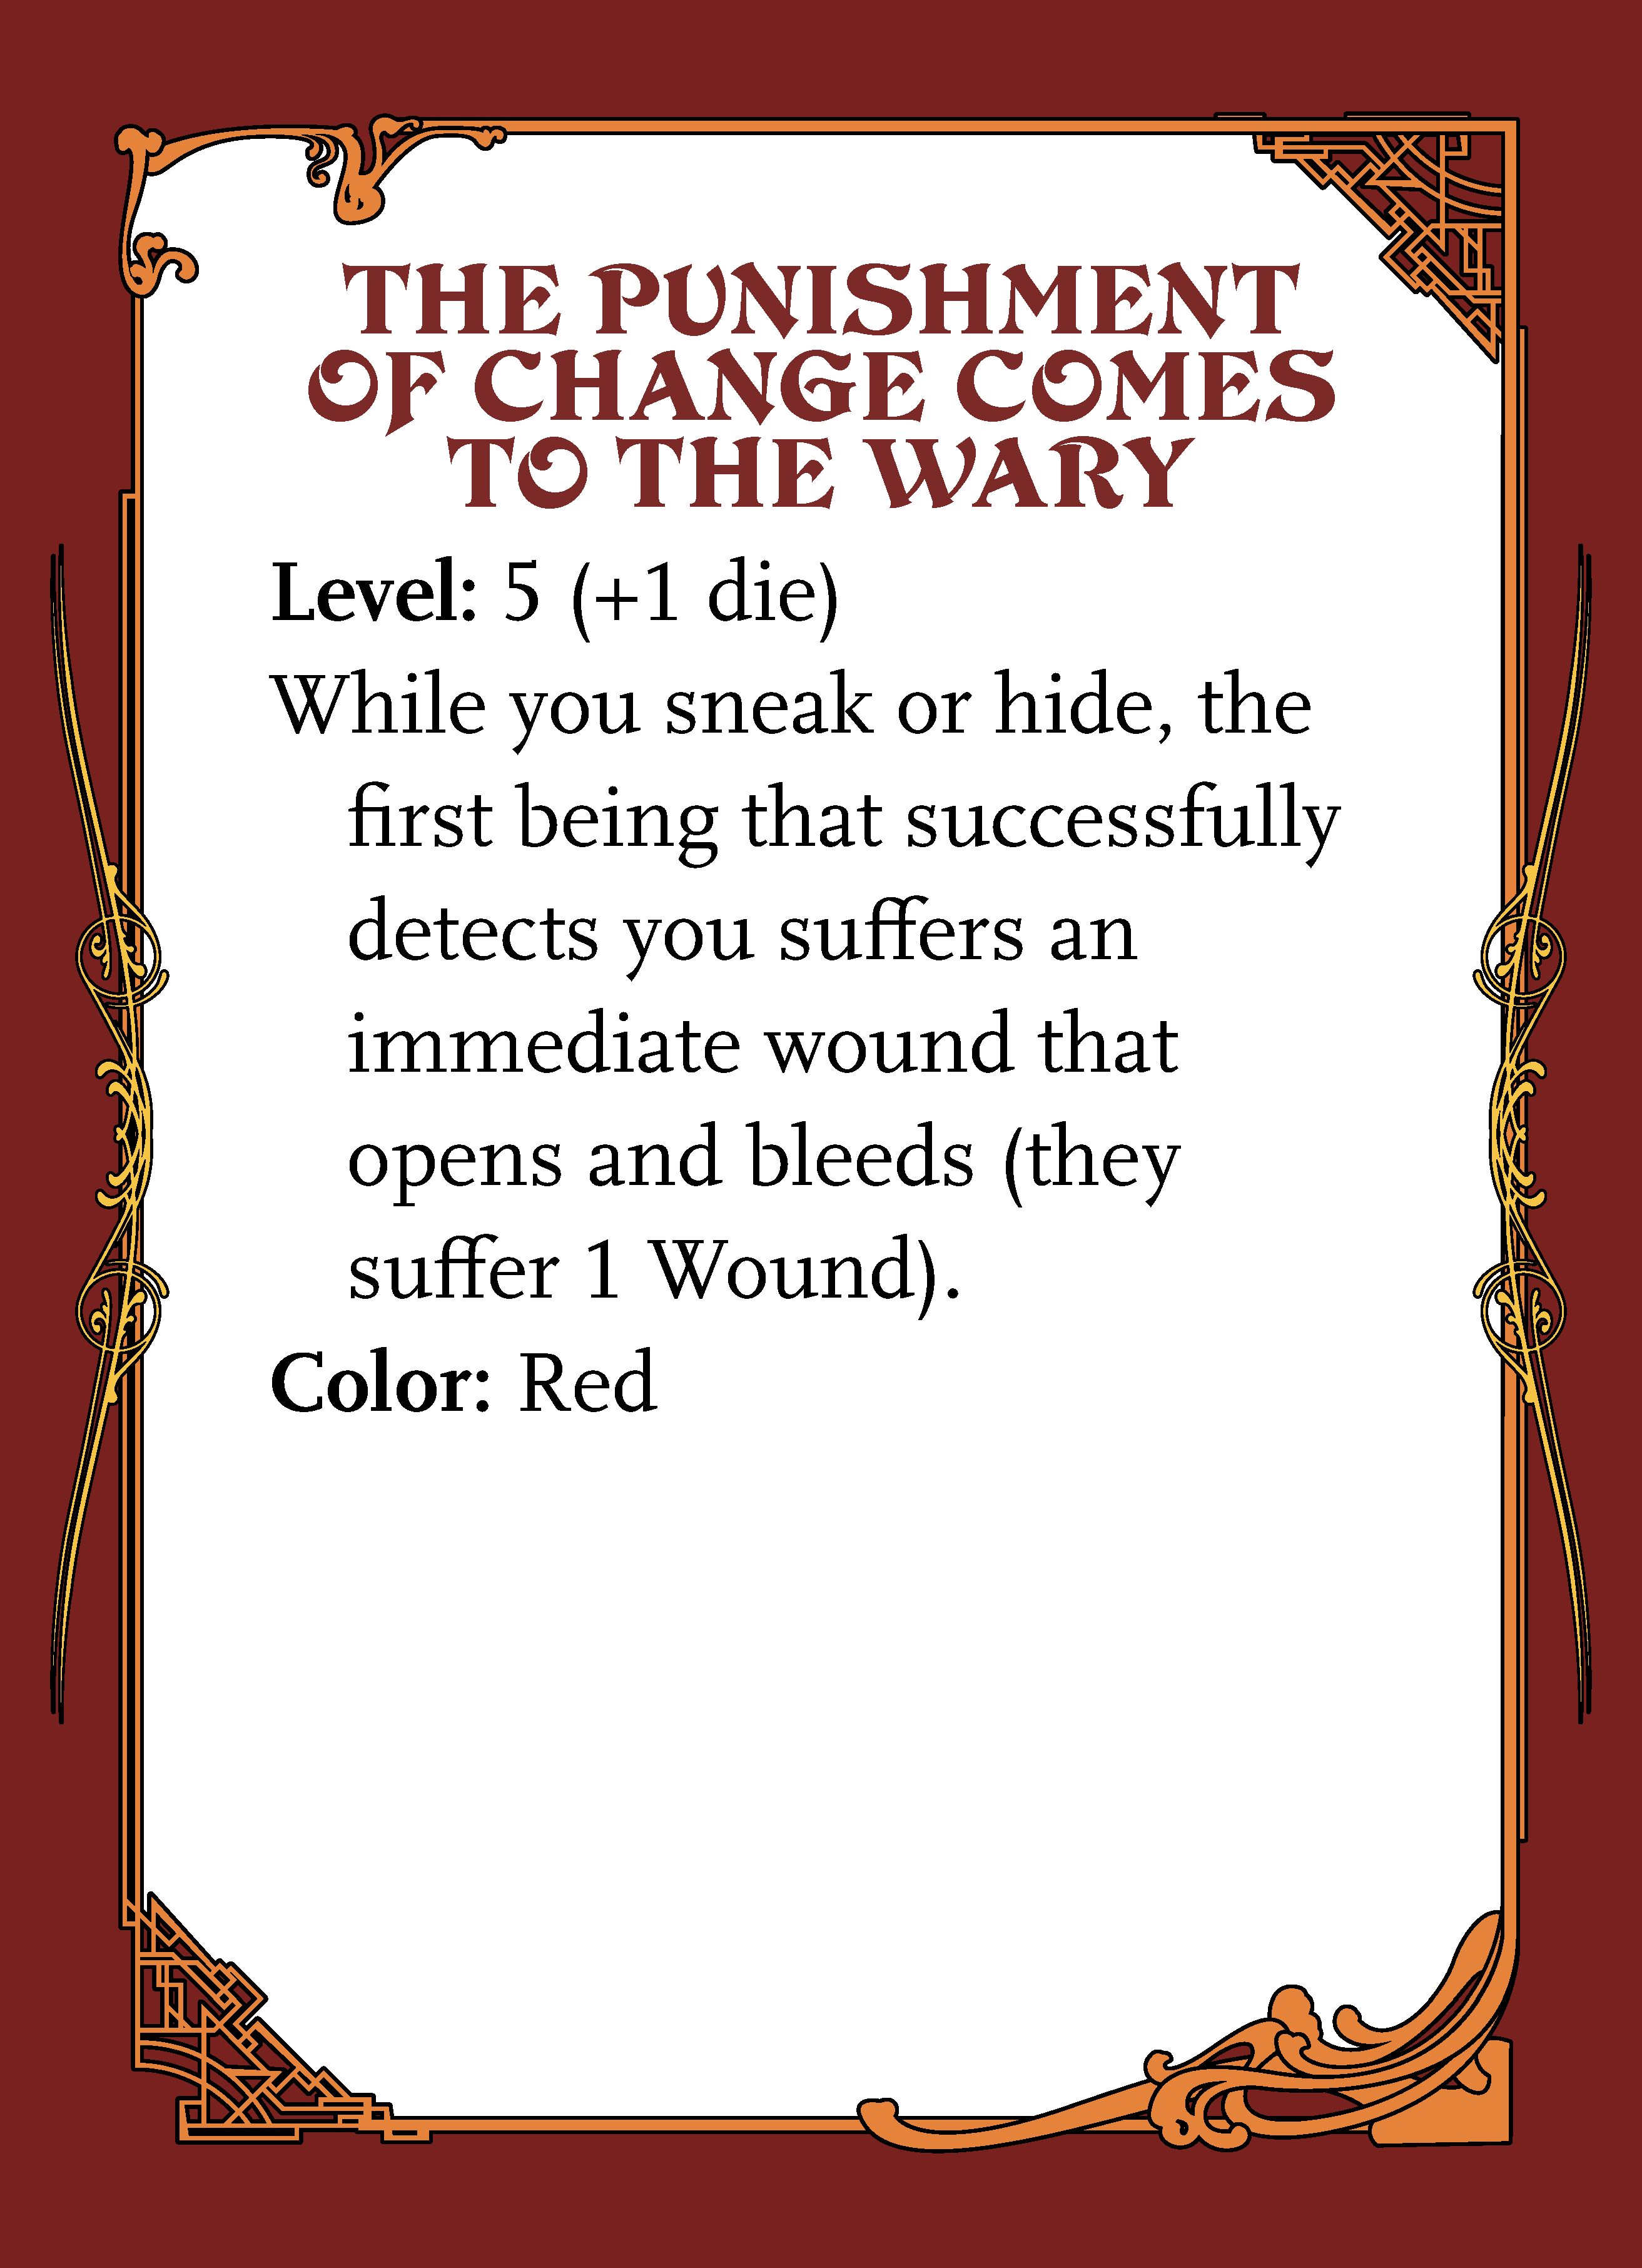 THE PUNISHMENT
OF CHANGE COMES
TO THE WARY
Level: 5 (+1 die)
While you sneak or hide, the
first being that successfully
detects you suffers an
immediate wound that
opens and bleeds (they
suffer 1 Wound).
Color: Red